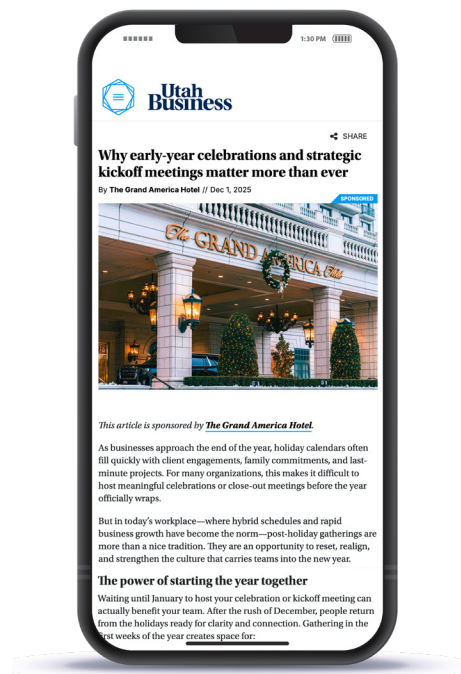 1:30 PM
Utah
Business
SHARE
Why early-year celebrations and strategic
kickoff meetings matter more than ever
By The Grand America Hotel // Dec 1, 2025
SPONSORED
The GRAND AMERICA Hotel
This article is sponsored by The Grand America Hotel.
As businesses approach the end of the year, holiday calendars often
fill quickly with client engagements, family commitments, and last-
minute projects. For many organizations, this makes it difficult to
host meaningful celebrations or close-out meetings before the year
officially wraps.
But in today’s workplace—where hybrid schedules and rapid
business growth have become the norm—post-holiday gatherings are
more than a nice tradition. They are an opportunity to reset, realign,
and strengthen the culture that carries teams into the new year.
The power of starting the year together
Waiting until January to host your celebration or kickoff meeting can
actually benefit your team. After the rush of December, people return
from the holidays ready for clarity and connection. Gathering in the
first weeks of the year creates space for: